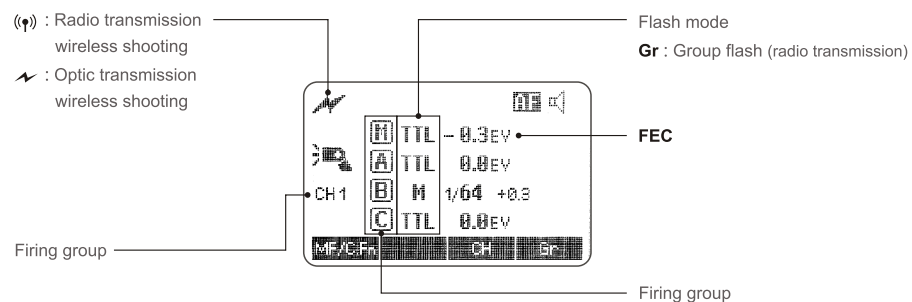 : Radio transmission
wireless shooting
: Optic transmission
wireless shooting
Flash mode
Gr : Group flash (radio transmission)
AF
M TTL - 0.3EV
FEC
A TTL 0.0EV
CH1 B M 1/64 +0.3
C TTL 0.0EV
MF/C.Fn CH Gr
Firing group
Firing group